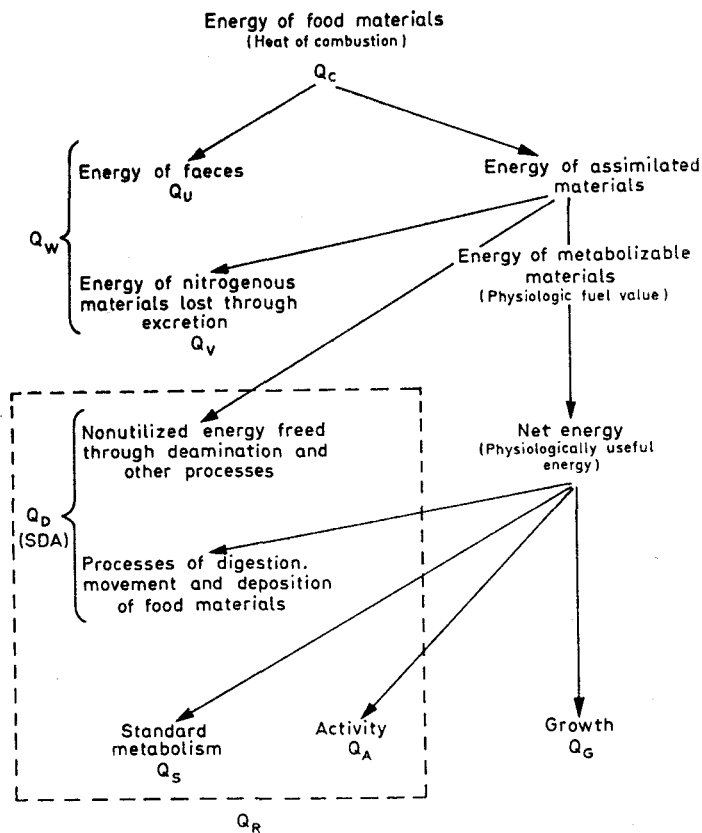 Energy of food materials
(Heat of combustion)
Q_C
Energy of faeces
Q_U
Energy of assimilated
materials
Q_W
Energy of nitrogenous
materials lost through
excretion
Q_V
Energy of metabolizable
materials
(Physiologic fuel value)
Nonutilized energy freed
through deamination and
other processes
Net energy
(Physiologically useful
energy)
Q_D
(SDA)
Processes of digestion.
movement and deposition
of food materials
Standard
metabolism
Q_S
Activity
Q_A
Growth
Q_G
Q_R